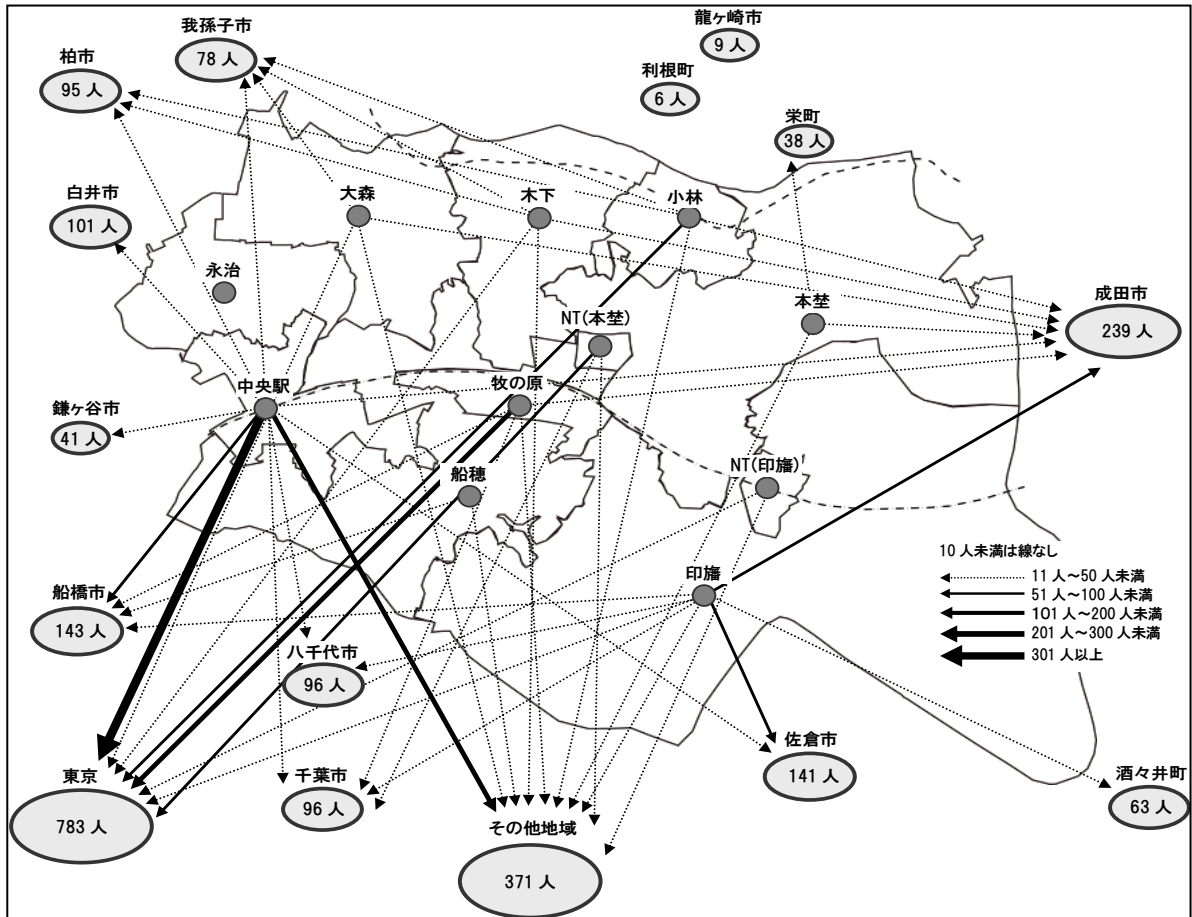 龍ヶ崎市
9 人
我孫子市
78 人
柏市
95 人
利根町
6 人
栄町
38 人
白井市
101 人
大森
木下
小林
永治
本埜
成田市
239 人
NT(本埜)
中央駅
牧の原
鎌ヶ谷市
41 人
船穂
NT(印旛)
10 人未満は線なし
11 人～50 人未満
51 人～100 人未満
101 人～200 人未満
201 人～300 人未満
301 人以上
印旛
船橋市
143 人
八千代市
96 人
佐倉市
141 人
東京
783 人
千葉市
96 人
酒々井町
63 人
その他地域
371 人